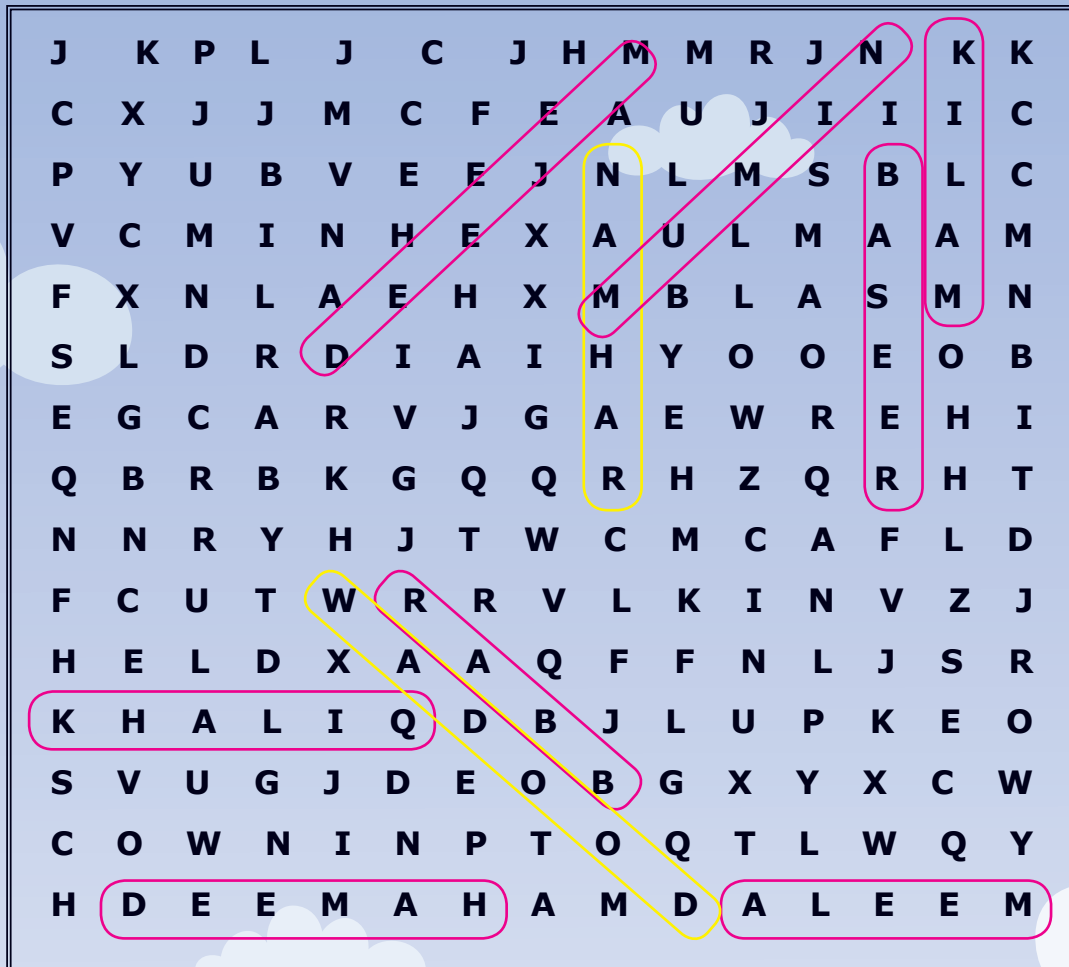 J K P L J C J H M M R J N K K
C X J J M C F E A U J I I I C
P Y U B V E E J N L M S B L C
V C M I N H E X A U L M A A M
F X N L A E H X M B L A S M N
S L D R D I A I H Y O O E O B
E G C A R V J G A E W R E H I
Q B R B K G Q Q R H Z Q R H T
N N R Y H J T W C M C A F L D
F C U T W R R V L K I N V Z J
H E L D X A A Q F F N L J S R
K H A L I Q D B J L U P K E O
S V U G J D E O B G X Y X C W
C O W N I N P T O Q T L W Q Y
H D E E M A H A M D A L E E M